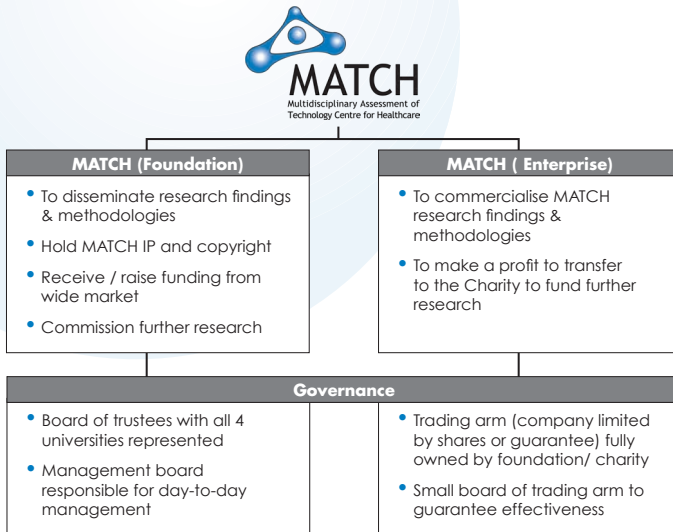 MATCH
Multidisciplinary Assessment of
Technology Centre for Healthcare
MATCH (Foundation)
• To disseminate research findings
& methodologies
• Hold MATCH IP and copyright
• Receive / raise funding from
wide market
• Commission further research
MATCH ( Enterprise)
• To commercialise MATCH
research findings &
methodologies
• To make a profit to transfer
to the Charity to fund further
research
Governance
• Board of trustees with all 4
universities represented
• Management board
responsible for day-to-day
management
• Trading arm (company limited
by shares or guarantee) fully
owned by foundation/ charity
• Small board of trading arm to
guarantee effectiveness